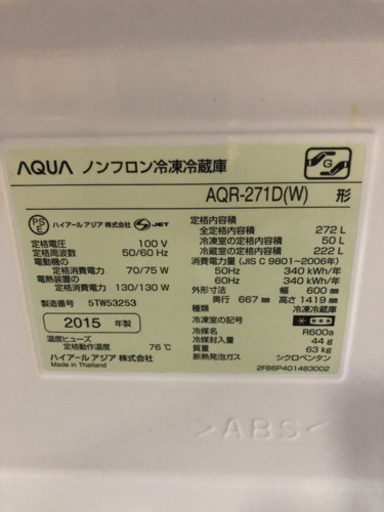 AQUA ノンフロン冷凍冷蔵庫
G
AQR-271D(W) 形
PS E ハイアール アジア 株式会社 JET
定格電圧 100 V
定格周波数 50/60 Hz
電動機の
定格消費電力 70/75 W
電熱装置の
定格消費電力 130/130 W
製造番号 5TW53253
2015 年製
温度ヒューズ
定格動作温度 76℃
ハイアール アジア 株式会社
Made in Thailand
定格内容積
全定格内容積 272 L
冷凍室の定格内容積 50 L
冷蔵室の定格内容積 222 L
消費電力量 (JIS C 9801-2006年)
50Hz 340 kWh/年
60Hz 340 kWh/年
外形寸法 幅 600 mm
奥行 667 mm 高さ 1419 mm
種類 冷凍冷蔵庫
冷凍室の記号
冷媒名 R600a
冷媒封入量 44 g
質量 63 kg
断熱発泡ガス シクロペンタン
2FB6P401483002
>ABS<